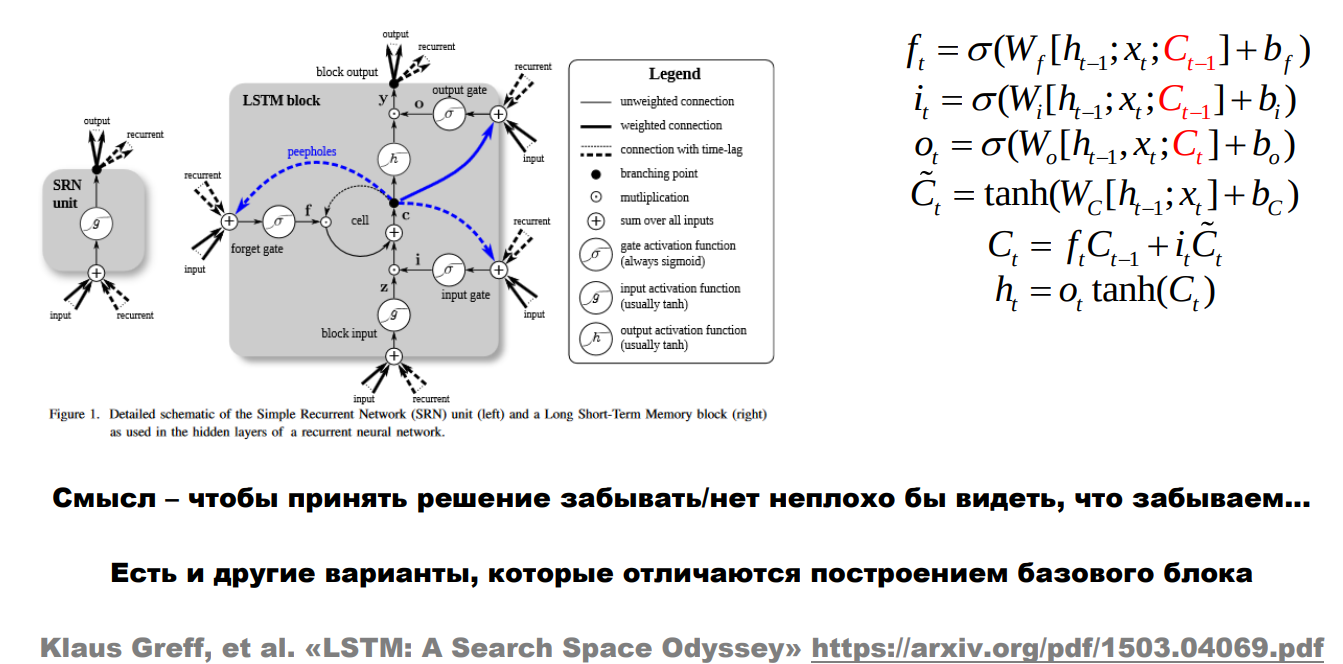 output
recurrent
block output
LSTM block
y
o
output gate
σ
recurrent
input
h
peepholes
recurrent
f
σ
cell
c
forget gate
input
i
σ
recurrent
z
input gate
input
g
block input
input
recurrent
output
recurrent
SRN
unit
g
input
recurrent
Legend
unweighted connection
weighted connection
connection with time-lag
branching point
mutliplication
sum over all inputs
σ gate activation function
(always sigmoid)
g input activation function
(usually tanh)
h output activation function
(usually tanh)
Figure 1. Detailed schematic of the Simple Recurrent Network (SRN) unit (left) and a Long Short-Term Memory block (right)
as used in the hidden layers of a recurrent neural network.
f_t = σ(W_f[h_{t−1}; x_t; C_{t−1}] + b_f)
i_t = σ(W_i[h_{t−1}; x_t; C_{t−1}] + b_i)
o_t = σ(W_o[h_{t−1}, x_t; C_t] + b_o)
C̃_t = tanh(W_C[h_{t−1}; x_t] + b_C)
C_t = f_t C_{t−1} + i_t C̃_t
h_t = o_t tanh(C_t)
Смысл – чтобы принять решение забывать/нет неплохо бы видеть, что забываем...
Есть и другие варианты, которые отличаются построением базового блока
Klaus Greff, et al. «LSTM: A Search Space Odyssey» https://arxiv.org/pdf/1503.04069.pdf